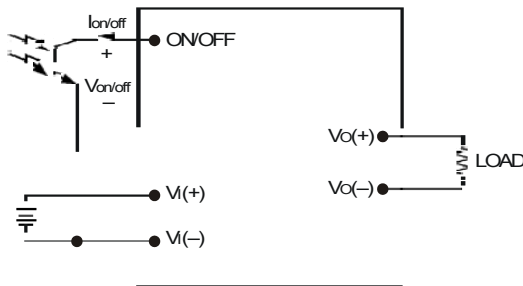 Ion/off
ON/OFF
+
Von/off
–
VO(+)
LOAD
VO(–)
VI(+)
VI(–)